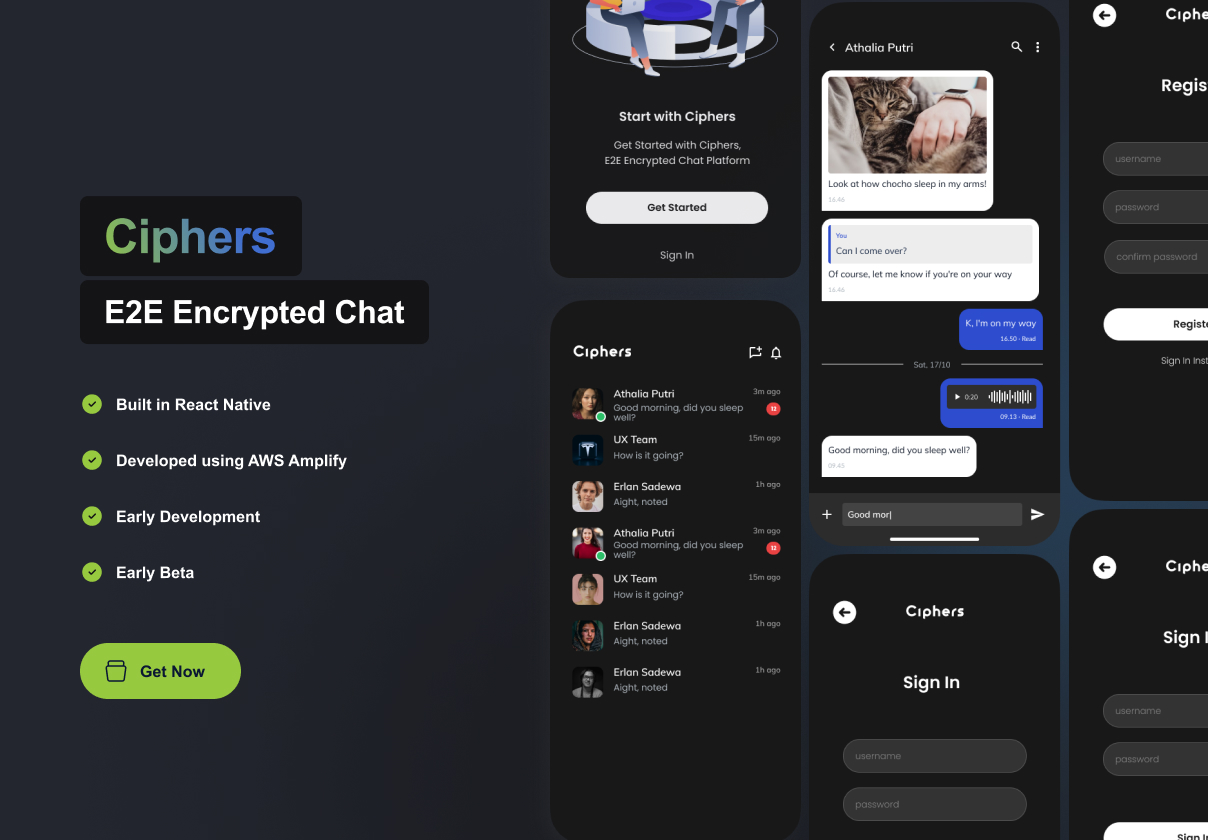 Ciphers
E2E Encrypted Chat
Built in React Native
Developed using AWS Amplify
Early Development
Early Beta
Get Now
Start with Ciphers
Get Started with Ciphers,
E2E Encrypted Chat Platform
Get Started
Sign In
Ciphers
Athalia Putri
3m ago
Good morning, did you sleep
well?
12
UX Team
15m ago
How is it going?
Erlan Sadewa
1h ago
Aight, noted
Athalia Putri
3m ago
Good morning, did you sleep
well?
12
UX Team
15m ago
How is it going?
Erlan Sadewa
1h ago
Aight, noted
Erlan Sadewa
1h ago
Aight, noted
Athalia Putri
Look at how chocho sleep in my arms!
16.46
You
Can I come over?
Of course, let me know if you're on your way
16.46
K, I'm on my way
16.50 · Read
Sat, 17/10
0:20
09.13 · Read
Good morning, did you sleep well?
09.45
Good mor|
Ciphers
Sign In
username
password
Ciphe
Regis
username
password
confirm password
Registe
Sign In Inst
Ciphe
Sign I
username
password
Sign In